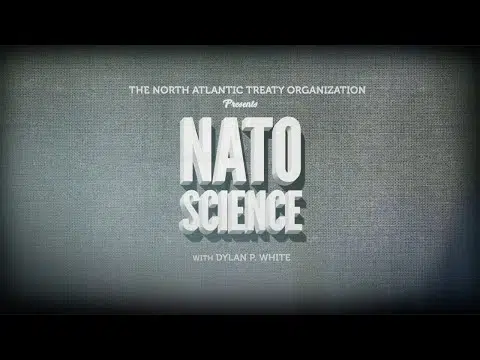 THE NORTH ATLANTIC TREATY ORGANIZATION
Presents
NATO
SCIENCE
WITH DYLAN P. WHITE